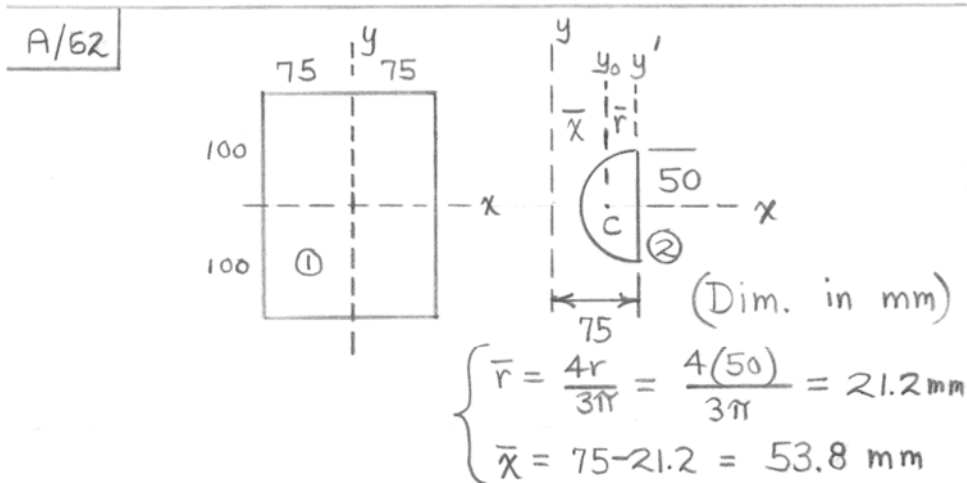 A/62
y
75 75
100
x
100
①
y
y₀ y'
x̄ r̄
50
C
x
②
75
(Dim. in mm)
r̄ = 4r/3π = 4(50)/3π = 21.2 mm
x̄ = 75-21.2 = 53.8 mm